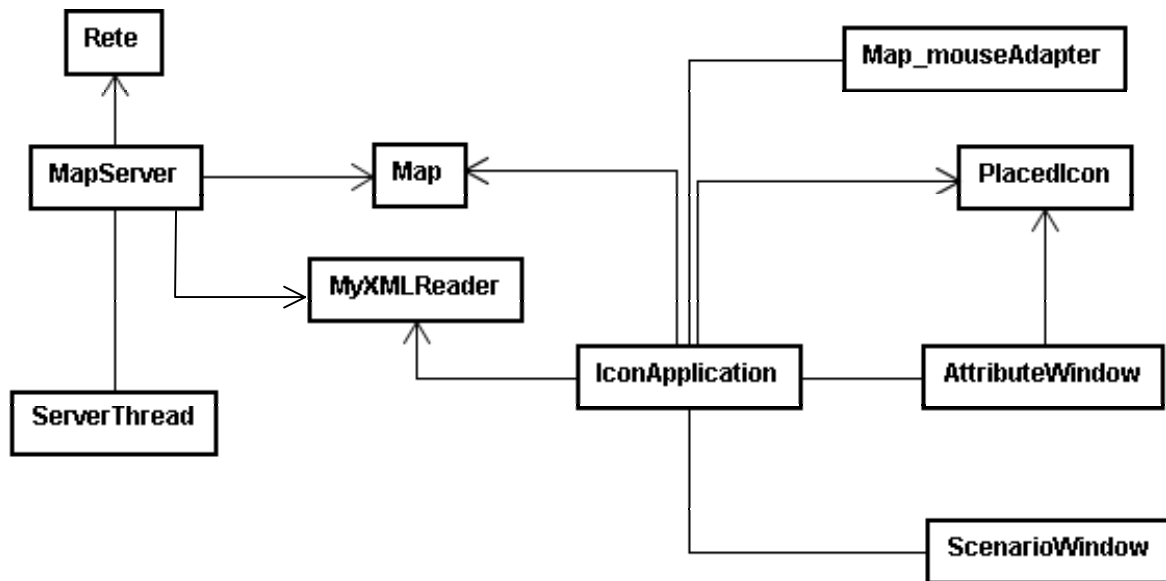 Rete
Map_mouseAdapter
MapServer
Map
PlacedIcon
MyXMLReader
IconApplication
AttributeWindow
ServerThread
ScenarioWindow